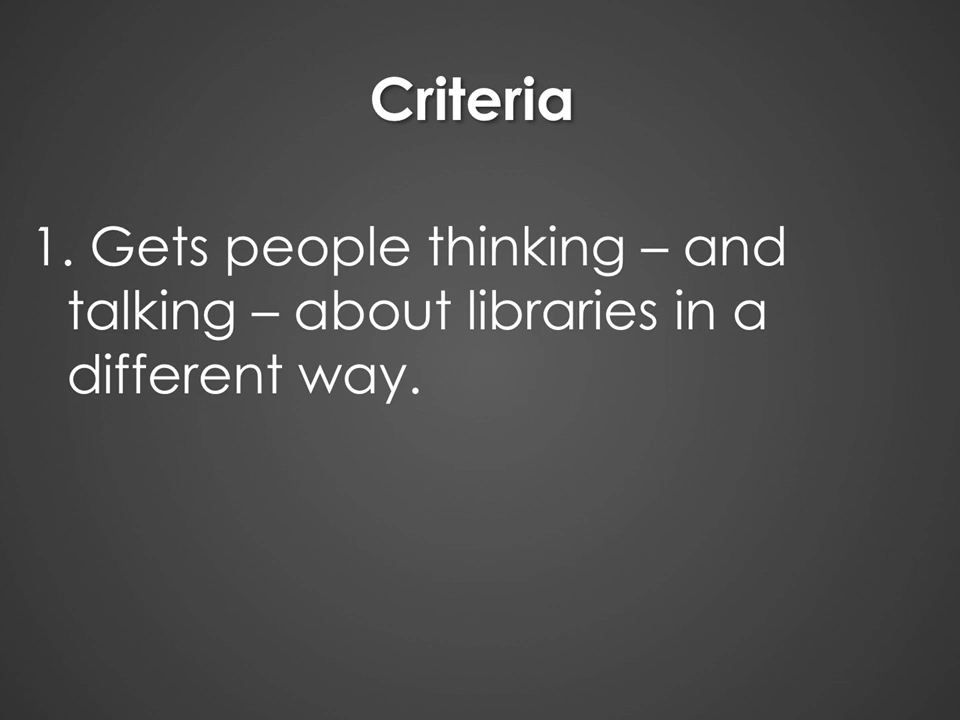 Criteria
1. Gets people thinking – and
talking – about libraries in a
different way.